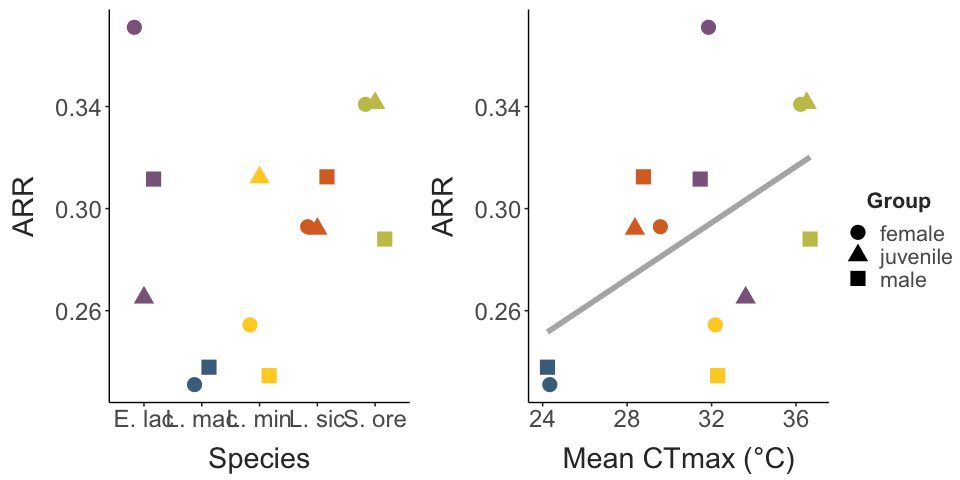 ARR
0.34
0.30
0.26
E. lac
L. mac
L. min
L. sic
S. ore
Species
ARR
0.34
0.30
0.26
24
28
32
36
Mean CTmax (°C)
Group
female
juvenile
male